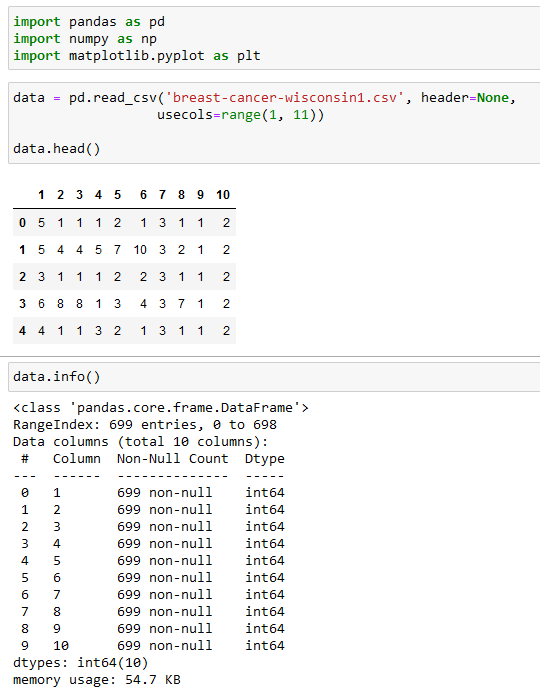 import pandas as pd
import numpy as np
import matplotlib.pyplot as plt
data = pd.read_csv('breast-cancer-wisconsin1.csv', header=None,
                  usecols=range(1, 11))
data.head()
1 2 3 4 5 6 7 8 9 10
0 5 1 1 1 2 1 3 1 1 2
1 5 4 4 5 7 10 3 2 1 2
2 3 1 1 1 2 2 3 1 1 2
3 6 8 8 1 3 4 3 7 1 2
4 4 1 1 3 2 1 3 1 1 2
data.info()
<class 'pandas.core.frame.DataFrame'>
RangeIndex: 699 entries, 0 to 698
Data columns (total 10 columns):
 #   Column  Non-Null Count  Dtype
---  ------  --------------  -----
 0   1       699 non-null    int64
 1   2       699 non-null    int64
 2   3       699 non-null    int64
 3   4       699 non-null    int64
 4   5       699 non-null    int64
 5   6       699 non-null    int64
 6   7       699 non-null    int64
 7   8       699 non-null    int64
 8   9       699 non-null    int64
 9   10      699 non-null    int64
dtypes: int64(10)
memory usage: 54.7 KB